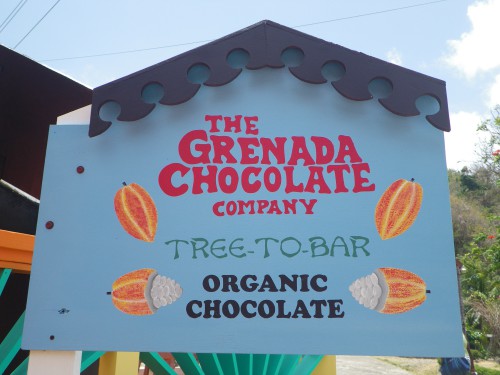 THE
GRENADA
CHOCOLATE
COMPANY
TREE-TO-BAR
ORGANIC
CHOCOLATE